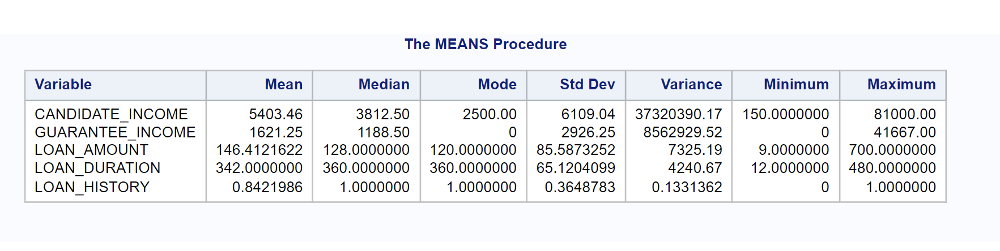 The MEANS Procedure
Variable Mean Median Mode Std Dev Variance Minimum Maximum
CANDIDATE_INCOME 5403.46 3812.50 2500.00 6109.04 37320390.17 150.0000000 81000.00
GUARANTEE_INCOME 1621.25 1188.50 0 2926.25 8562929.52 0 41667.00
LOAN_AMOUNT 146.4121622 128.0000000 120.0000000 85.5873252 7325.19 9.0000000 700.0000000
LOAN_DURATION 342.0000000 360.0000000 360.0000000 65.1204099 4240.67 12.0000000 480.0000000
LOAN_HISTORY 0.8421986 1.0000000 1.0000000 0.3648783 0.1331362 0 1.0000000